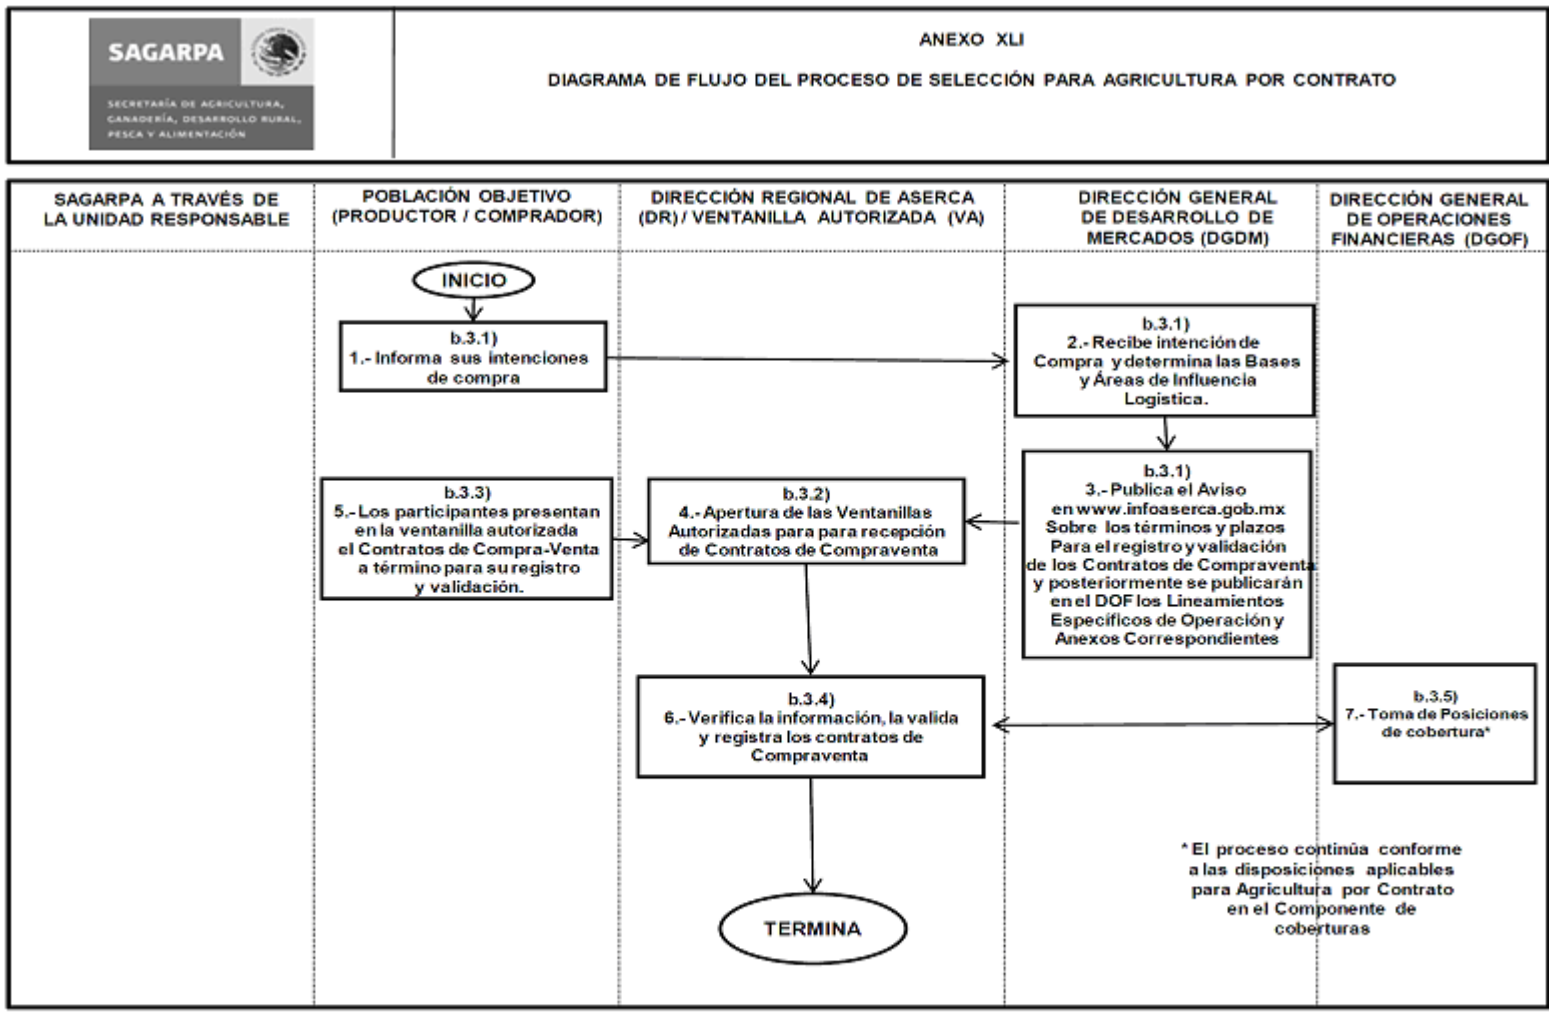 SAGARPA
SECRETARÍA DE AGRICULTURA,
GANADERÍA, DESARROLLO RURAL,
PESCA Y ALIMENTACIÓN
ANEXO XLI
DIAGRAMA DE FLUJO DEL PROCESO DE SELECCIÓN PARA AGRICULTURA POR CONTRATO
SAGARPA A TRAVÉS DE
LA UNIDAD RESPONSABLE
POBLACIÓN OBJETIVO
(PRODUCTOR / COMPRADOR)
DIRECCIÓN REGIONAL DE ASERCA
(DR) / VENTANILLA AUTORIZADA (VA)
DIRECCIÓN GENERAL
DE DESARROLLO DE
MERCADOS (DGDM)
DIRECCIÓN GENERAL
DE OPERACIONES
FINANCIERAS (DGOF)
INICIO
b.3.1)
1.- Informa sus intenciones
de compra
b.3.1)
2.- Recibe intención de
Compra y determina las Bases
y Áreas de Influencia
Logística.
b.3.1)
3.- Publica el Aviso
en www.infoaserca.gob.mx
Sobre los términos y plazos
Para el registro y validación
de los Contratos de Compraventa
y posteriormente se publicarán
en el DOF los Lineamientos
Específicos de Operación y
Anexos Correspondientes
b.3.2)
4.- Apertura de las Ventanillas
Autorizadas para para recepción
de Contratos de Compraventa
b.3.3)
5.- Los participantes presentan
en la ventanilla autorizada
el Contratos de Compra-Venta
a término para su registro
y validación.
b.3.4)
6.- Verifica la información, la valida
y registra los contratos de
Compraventa
b.3.5)
7.- Toma de Posiciones
de cobertura*
TERMINA
* El proceso continúa conforme
a las disposiciones aplicables
para Agricultura por Contrato
en el Componente de
coberturas